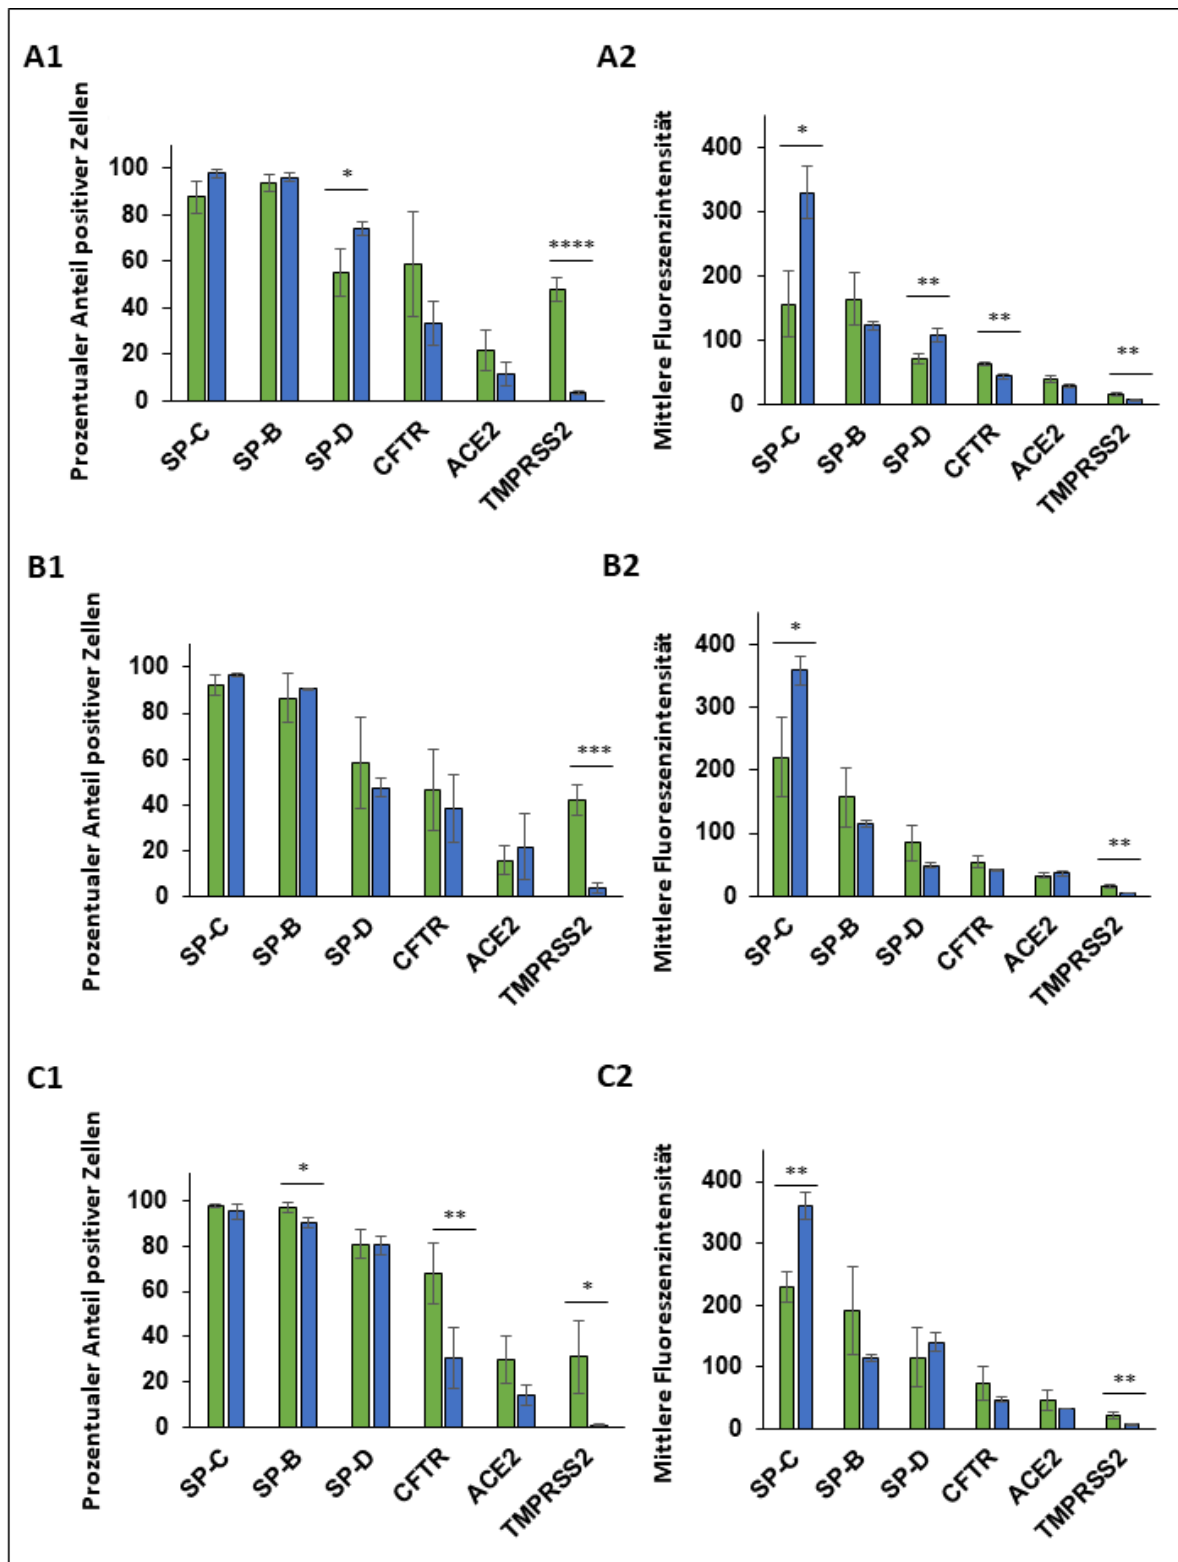 A1
Prozentualer Anteil positiver Zellen
100
80
60
40
20
0
*
****
SP-C
SP-B
SP-D
CFTR
ACE2
TMPRSS2
A2
Mittlere Fluoreszenzintensität
400
300
200
100
0
*
**
**
**
SP-C
SP-B
SP-D
CFTR
ACE2
TMPRSS2
B1
Prozentualer Anteil positiver Zellen
100
80
60
40
20
0
***
SP-C
SP-B
SP-D
CFTR
ACE2
TMPRSS2
B2
Mittlere Fluoreszenzintensität
400
300
200
100
0
*
**
SP-C
SP-B
SP-D
CFTR
ACE2
TMPRSS2
C1
Prozentualer Anteil positiver Zellen
100
80
60
40
20
0
*
**
*
SP-C
SP-B
SP-D
CFTR
ACE2
TMPRSS2
C2
Mittlere Fluoreszenzintensität
400
300
200
100
0
**
**
SP-C
SP-B
SP-D
CFTR
ACE2
TMPRSS2